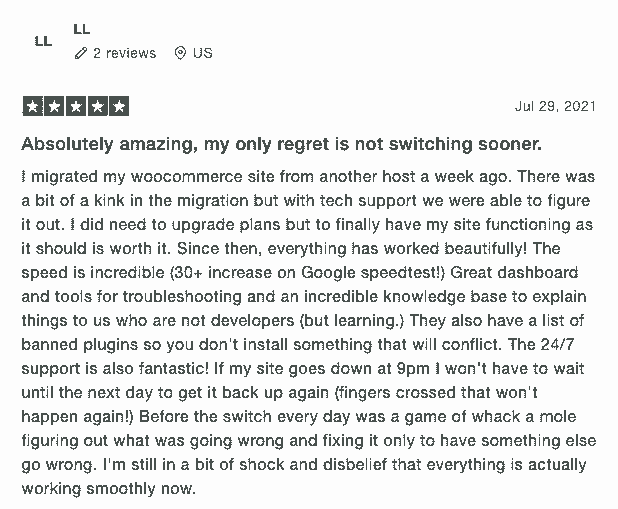 LL
LL
2 reviews US
Jul 29, 2021
Absolutely amazing, my only regret is not switching sooner.
I migrated my woocommerce site from another host a week ago. There was
a bit of a kink in the migration but with tech support we were able to figure
it out. I did need to upgrade plans but to finally have my site functioning as
it should is worth it. Since then, everything has worked beautifully! The
speed is incredible (30+ increase on Google speedtest!) Great dashboard
and tools for troubleshooting and an incredible knowledge base to explain
things to us who are not developers (but learning.) They also have a list of
banned plugins so you don't install something that will conflict. The 24/7
support is also fantastic! If my site goes down at 9pm I won't have to wait
until the next day to get it back up again (fingers crossed that won't
happen again!) Before the switch every day was a game of whack a mole
figuring out what was going wrong and fixing it only to have something else
go wrong. I'm still in a bit of shock and disbelief that everything is actually
working smoothly now.